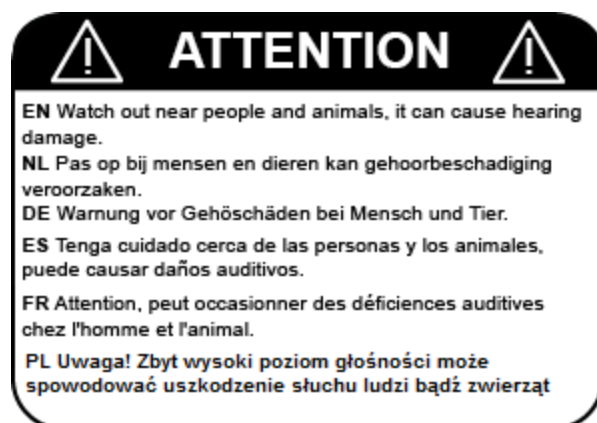 ATTENTION
EN Watch out near people and animals, it can cause hearing
damage.
NL Pas op bij mensen en dieren kan gehoorbeschadiging
veroorzaken.
DE Warnung vor Gehöschäden bei Mensch und Tier.
ES Tenga cuidado cerca de las personas y los animales,
puede causar daños auditivos.
FR Attention, peut occasionner des déficiences auditives
chez l'homme et l'animal.
PL Uwaga! Zbyt wysoki poziom głośności może
spowodować uszkodzenie słuchu ludzi bądź zwierząt